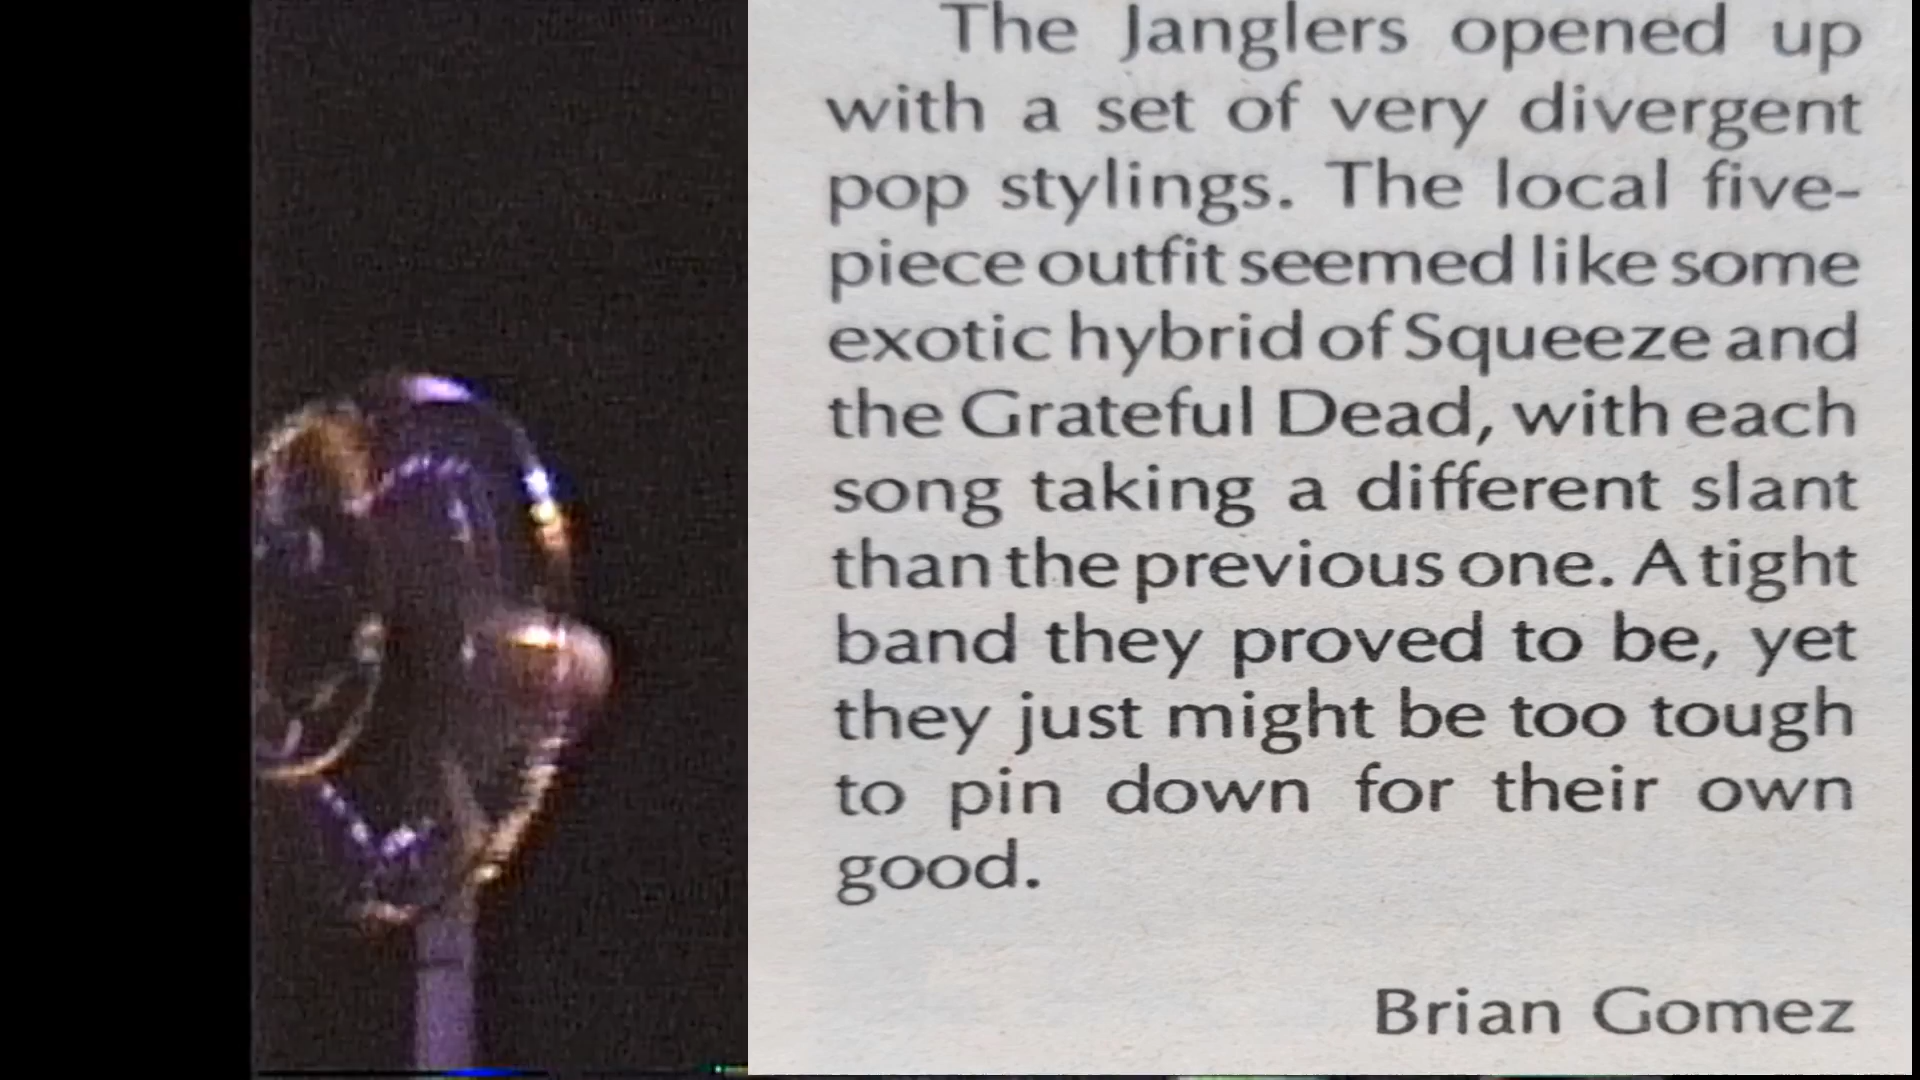 The Janglers opened up
with a set of very divergent
pop stylings. The local five-
piece outfit seemed like some
exotic hybrid of Squeeze and
the Grateful Dead, with each
song taking a different slant
than the previous one. A tight
band they proved to be, yet
they just might be too tough
to pin down for their own
good.
Brian Gomez